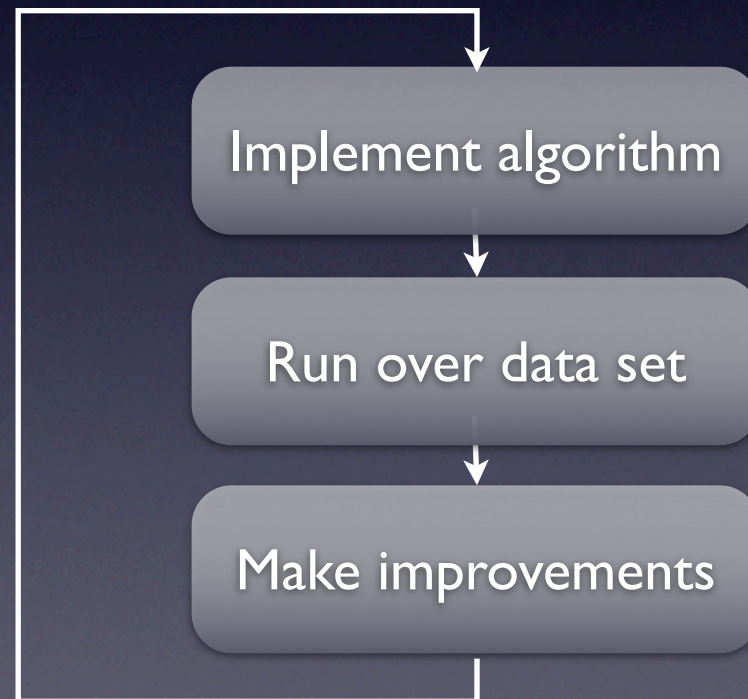 Implement algorithm
Run over data set
Make improvements